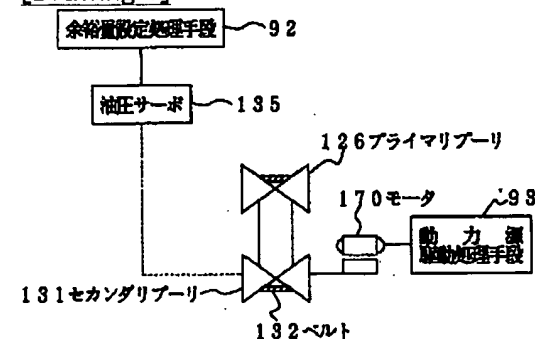 余裕量設定処理手段 92
油圧サーボ 135
126プライマリプーリ
170モータ
93
動力源
駆動処理手段
131セカンダリプーリ
132ベルト